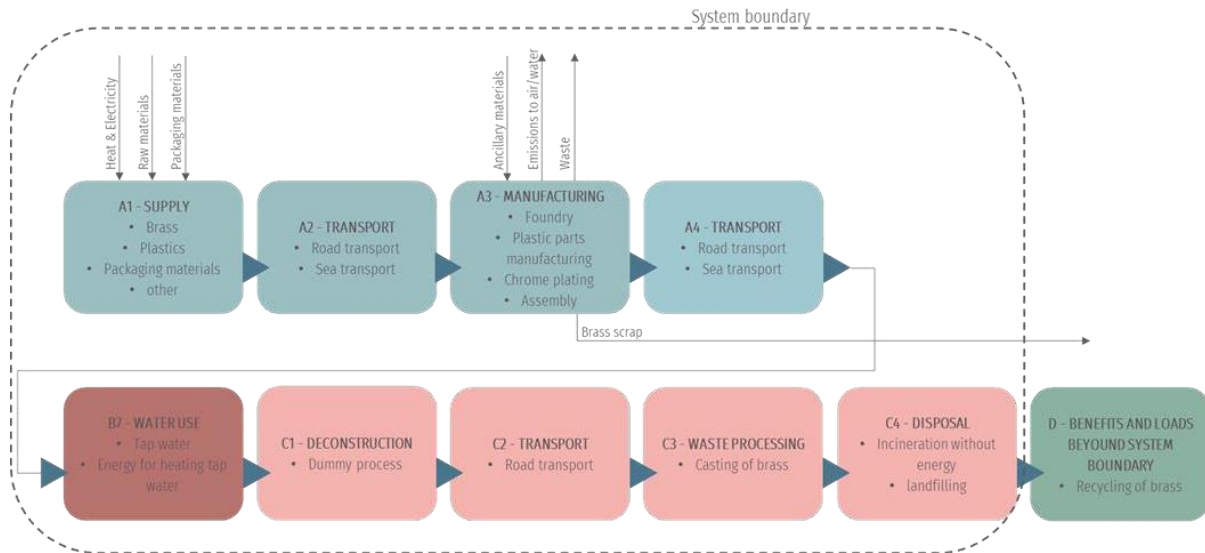 System boundary
Heat & Electricity
Raw materials
Packaging materials
Ancillary materials
Emissions to air/water
Waste
A1 - SUPPLY
• Brass
• Plastics
• Packaging materials
• other
A2 - TRANSPORT
• Road transport
• Sea transport
A3 - MANUFACTURING
• Foundry
• Plastic parts
manufacturing
• Chrome plating
• Assembly
A4 - TRANSPORT
• Road transport
• Sea transport
Brass scrap
B7 - WATER USE
• Tap water
• Energy for heating tap
water
C1 - DECONSTRUCTION
• Dummy process
C2 - TRANSPORT
• Road transport
C3 - WASTE PROCESSING
• Casting of brass
C4 - DISPOSAL
• Incineration without
energy
• landfilling
D - BENEFITS AND LOADS
BEYOUND SYSTEM
BOUNDARY
• Recycling of brass